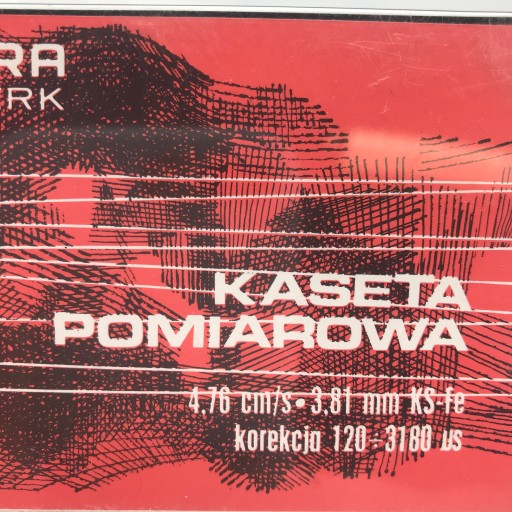 RA
RK
KASETA
POMIAROWA
4,76 cm/s • 3,81 mm KS-fe
korekcja 120÷3180 µs